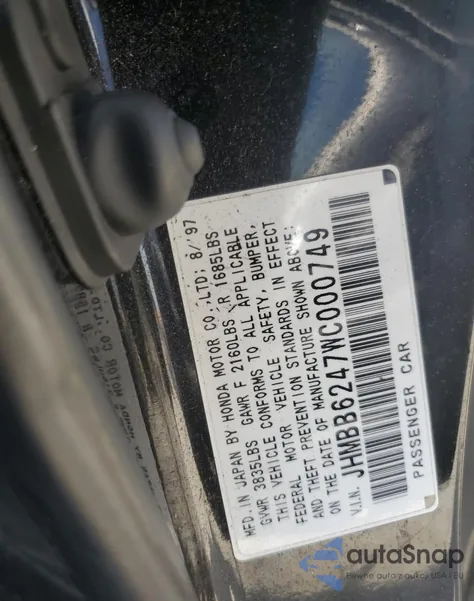 MFD. IN JAPAN BY HONDA MOTOR CO.,LTD; 8/'97
GVWR 3835LBS GAWR F 2160LBS R 1685LBS
THIS VEHICLE CONFORMS TO ALL APPLICABLE
FEDERAL MOTOR VEHICLE SAFETY, BUMPER,
AND THEFT PREVENTION STANDARDS IN EFFECT
ON THE DATE OF MANUFACTURE SHOWN ABOVE;
V.I.N. JHMBB6247WC000749
PASSENGER CAR
autoSnap